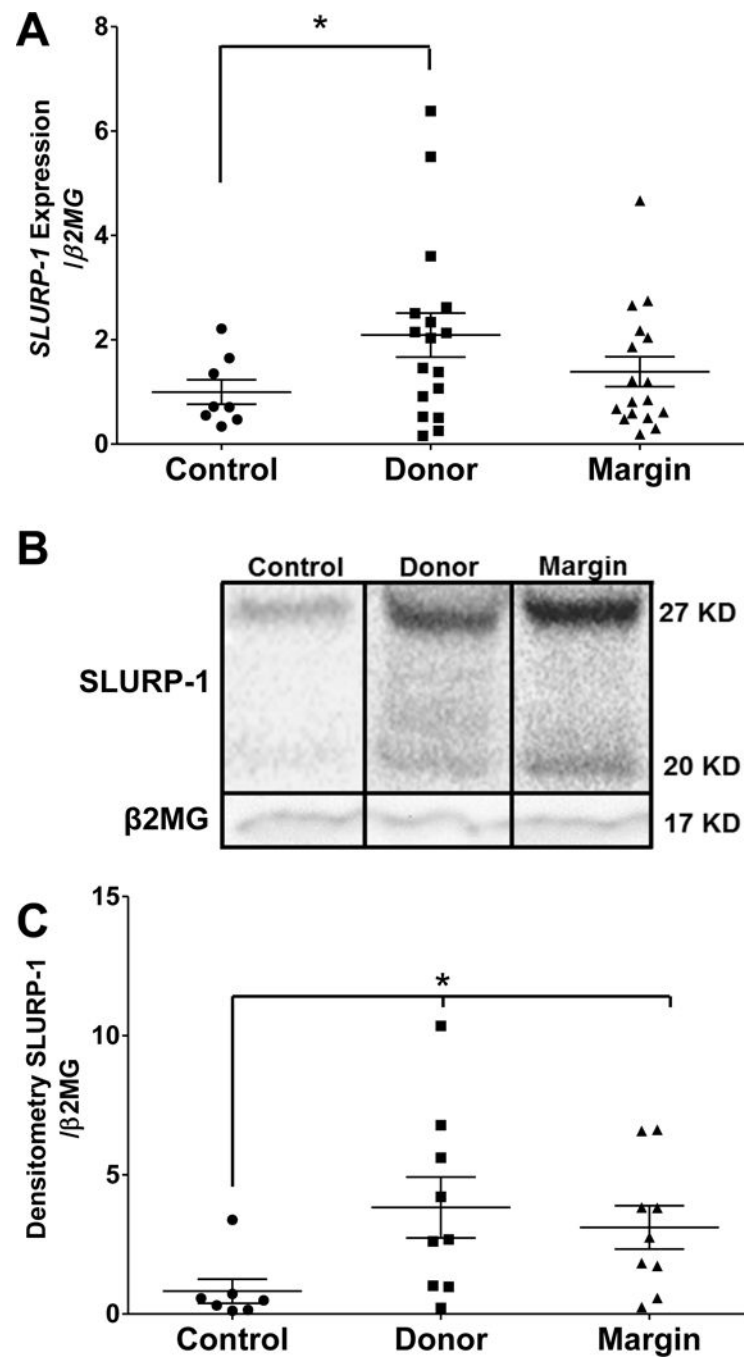 A
*
8
6
4
2
0
SLURP-1 Expression
/β2MG
Control Donor Margin
B
Control Donor Margin
SLURP-1
27 KD
20 KD
β2MG
17 KD
C
*
15
10
5
0
Densitometry SLURP-1
/β2MG
Control Donor Margin